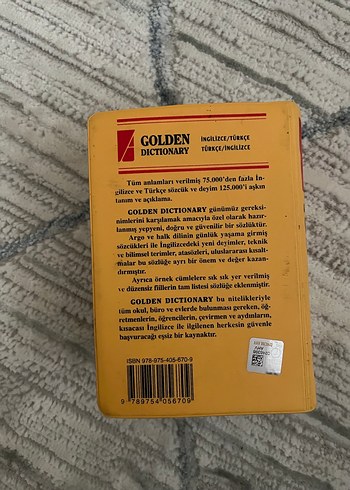 GOLDEN
DICTIONARY
İNGİLİZCE/TÜRKÇE
TÜRKÇE/İNGİLİZCE
Tüm anlamları verilmiş 75.000'den fazla İn-
gilizce ve Türkçe sözcük ve deyim 125.000'i aşkın
tanım ve açıklama.
GOLDEN DICTIONARY günümüz gereksi-
nimlerini karşılamak amacıyla özel olarak hazır-
lanmış yepyeni, doğru ve güvenilir bir sözlüktür.
Argo ve halk dilinin günlük yaşama girmiş
sözcükleri ile İngilizcedeki yeni deyimler, teknik
ve bilimsel terimler, atasözleri, uluslararası kısalt-
malar bu sözlüğe ayrı bir önem ve değer kazan-
dırmıştır.
Ayrıca örnek cümlelere sık sık yer verilmiş
ve düzensiz fiillerin tam listesi sözlüğe eklenmiştir.
GOLDEN DICTIONARY bu nitelikleriyle
tüm okul, büro ve evlerde bulunması gereken, öğ-
retmenlerin, öğrencilerin, çevirmen ve aydınların,
kısacası İngilizce ile ilgilenen herkesin güvenle
başvuracağı eşsiz bir kaynaktır.
ISBN 978-975-405-670-9
9 789754 056709